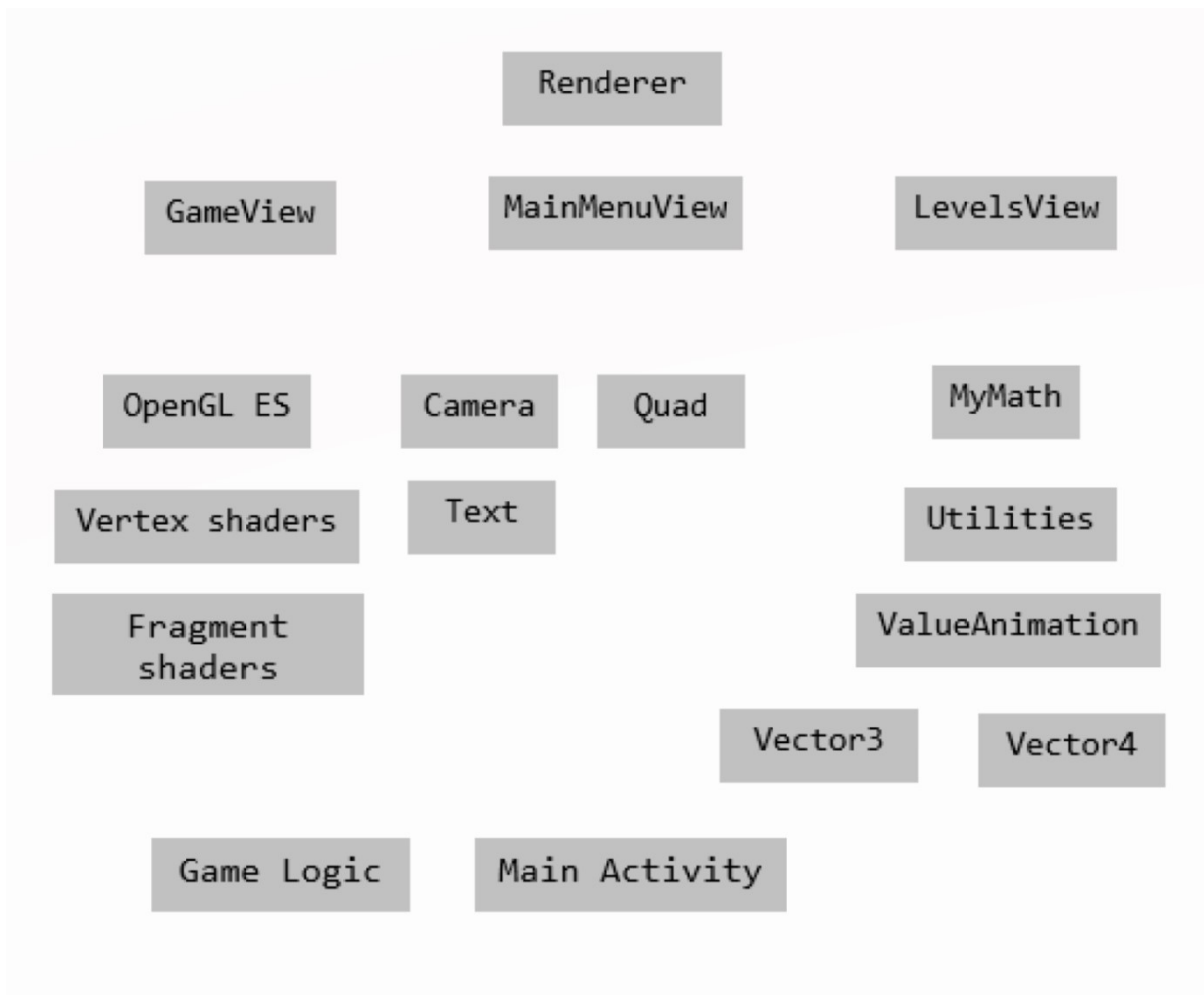 Renderer
GameView
MainMenuView
LevelsView
OpenGL ES
Camera
Quad
MyMath
Vertex shaders
Text
Utilities
Fragment
shaders
ValueAnimation
Vector3
Vector4
Game Logic
Main Activity